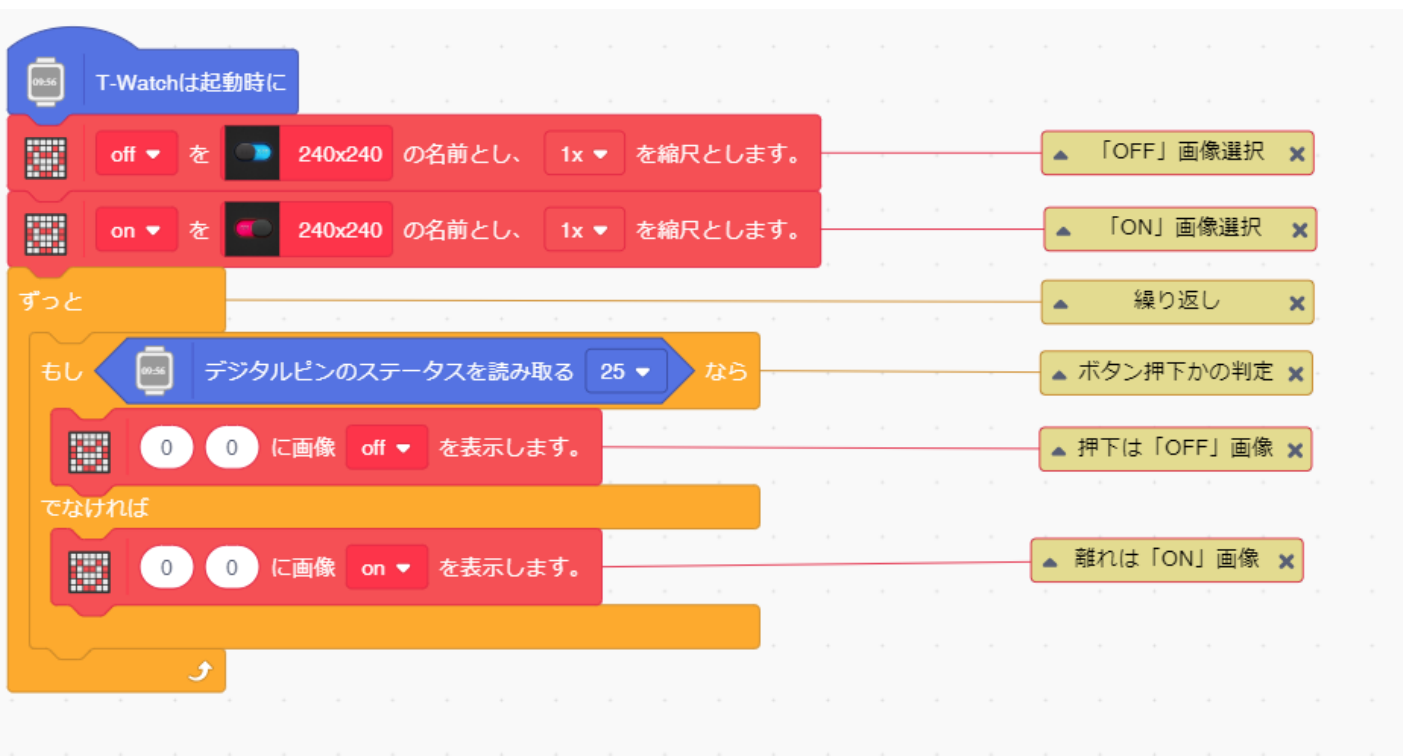 09:56 T-Watchは起動時に
off を 240x240 の名前とし、 1x を縮尺とします。 「OFF」画像選択
on を 240x240 の名前とし、 1x を縮尺とします。 「ON」画像選択
ずっと 繰り返し
もし 09:56 デジタルピンのステータスを読み取る 25 なら ボタン押下かの判定
0 0 に画像 off を表示します。 押下は「OFF」画像
でなければ
0 0 に画像 on を表示します。 離れは「ON」画像